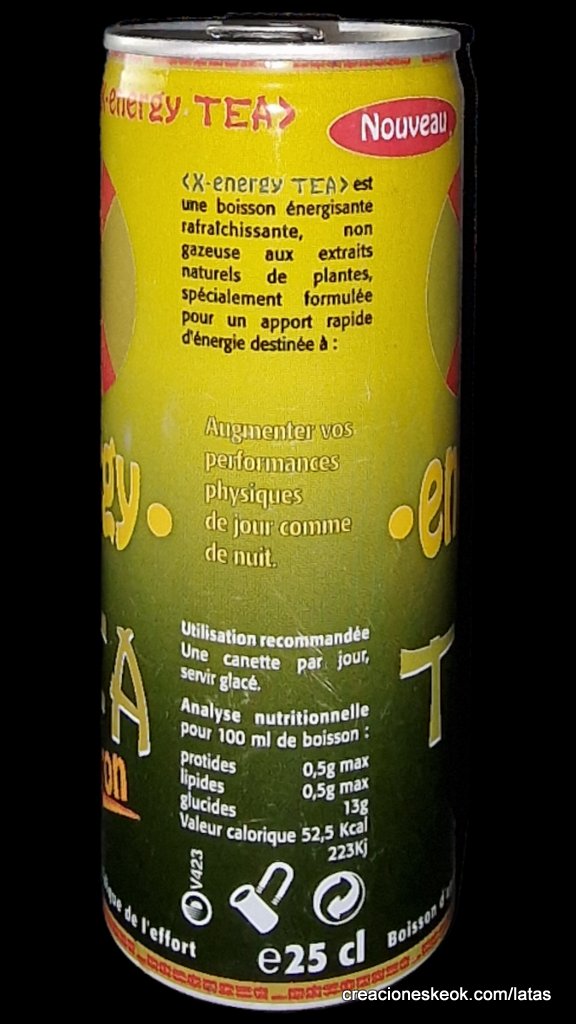 x-energy TEA>
Nouveau
<X-energy TEA> est
une boisson énergisante
rafraîchissante, non
gazeuse aux extraits
naturels de plantes,
spécialement formulée
pour un apport rapide
d'énergie destinée à :
Augmenter vos
performances
physiques
de jour comme
de nuit.
Utilisation recommandée
Une canette par jour,
servir glacé.
Analyse nutritionnelle
pour 100 ml de boisson :
protides 0,5g max
lipides 0,5g max
glucides 13g
Valeur calorique 52,5 Kcal
223Kj
V423
e25 cl
de l'effort
Boisson
creacioneskeok.com/latas